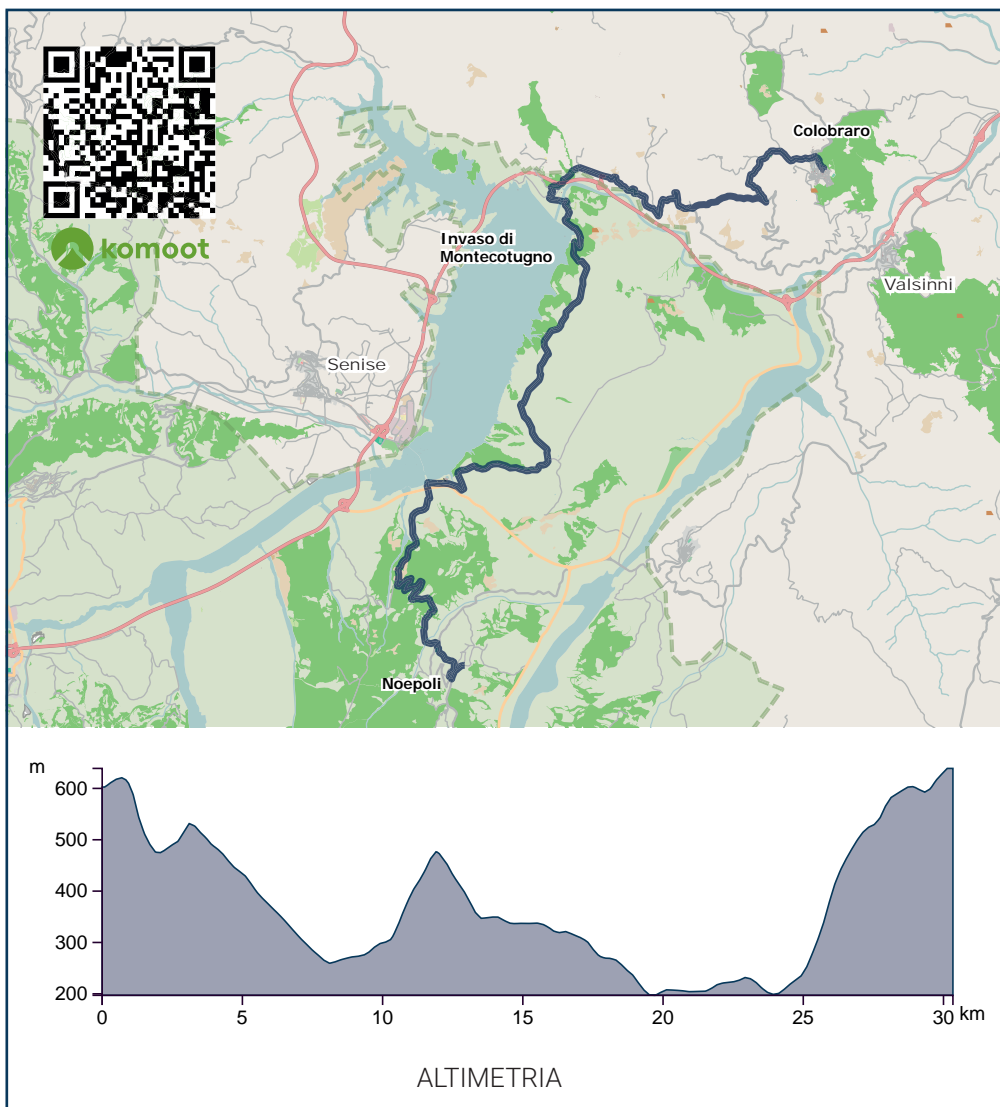 komoot
Colobraro
Invaso di
Montecotugno
Valsinni
Senise
Noepoli
m
600
500
400
300
200
0 5 10 15 20 25 30 km
ALTIMETRIA